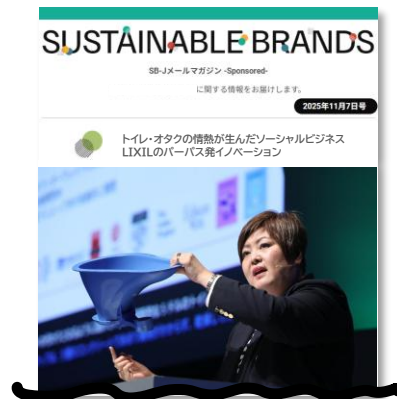 SUSTAINABLE BRANDS
SB-Jメールマガジン -Sponsored-
に関する情報をお届けします。
2025年11月7日号
トイレ・オタクの情熱が生んだソーシャルビジネス
LIXILのパーパス発イノベーション